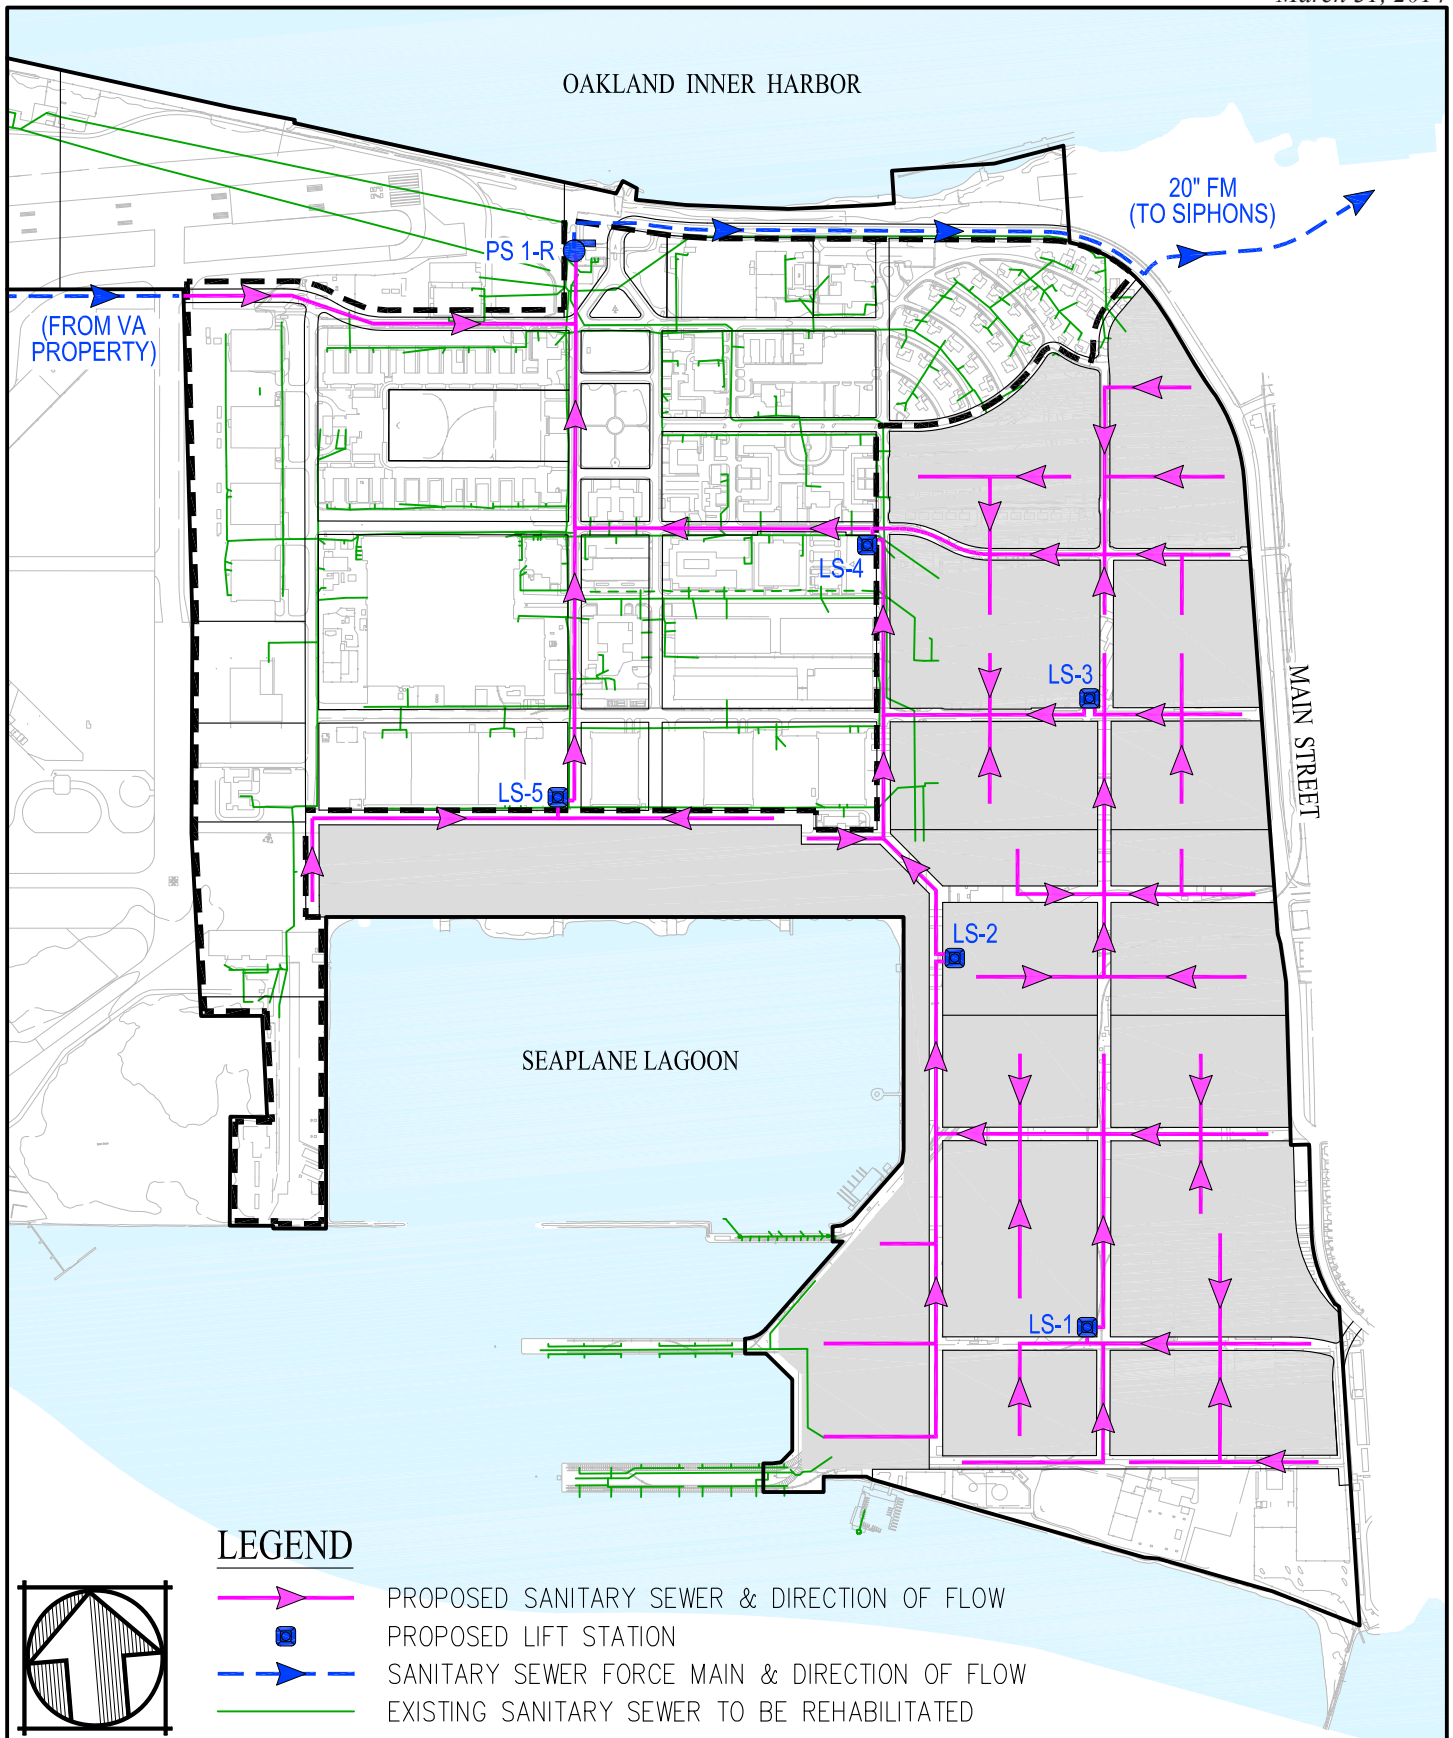 OAKLAND INNER HARBOR
20" FM
(TO SIPHONS)
PS 1-R
(FROM VA
PROPERTY)
LS-4
LS-3
MAIN STREET
LS-5
LS-2
SEAPLANE LAGOON
LS-1
LEGEND
PROPOSED SANITARY SEWER & DIRECTION OF FLOW
PROPOSED LIFT STATION
SANITARY SEWER FORCE MAIN & DIRECTION OF FLOW
EXISTING SANITARY SEWER TO BE REHABILITATED